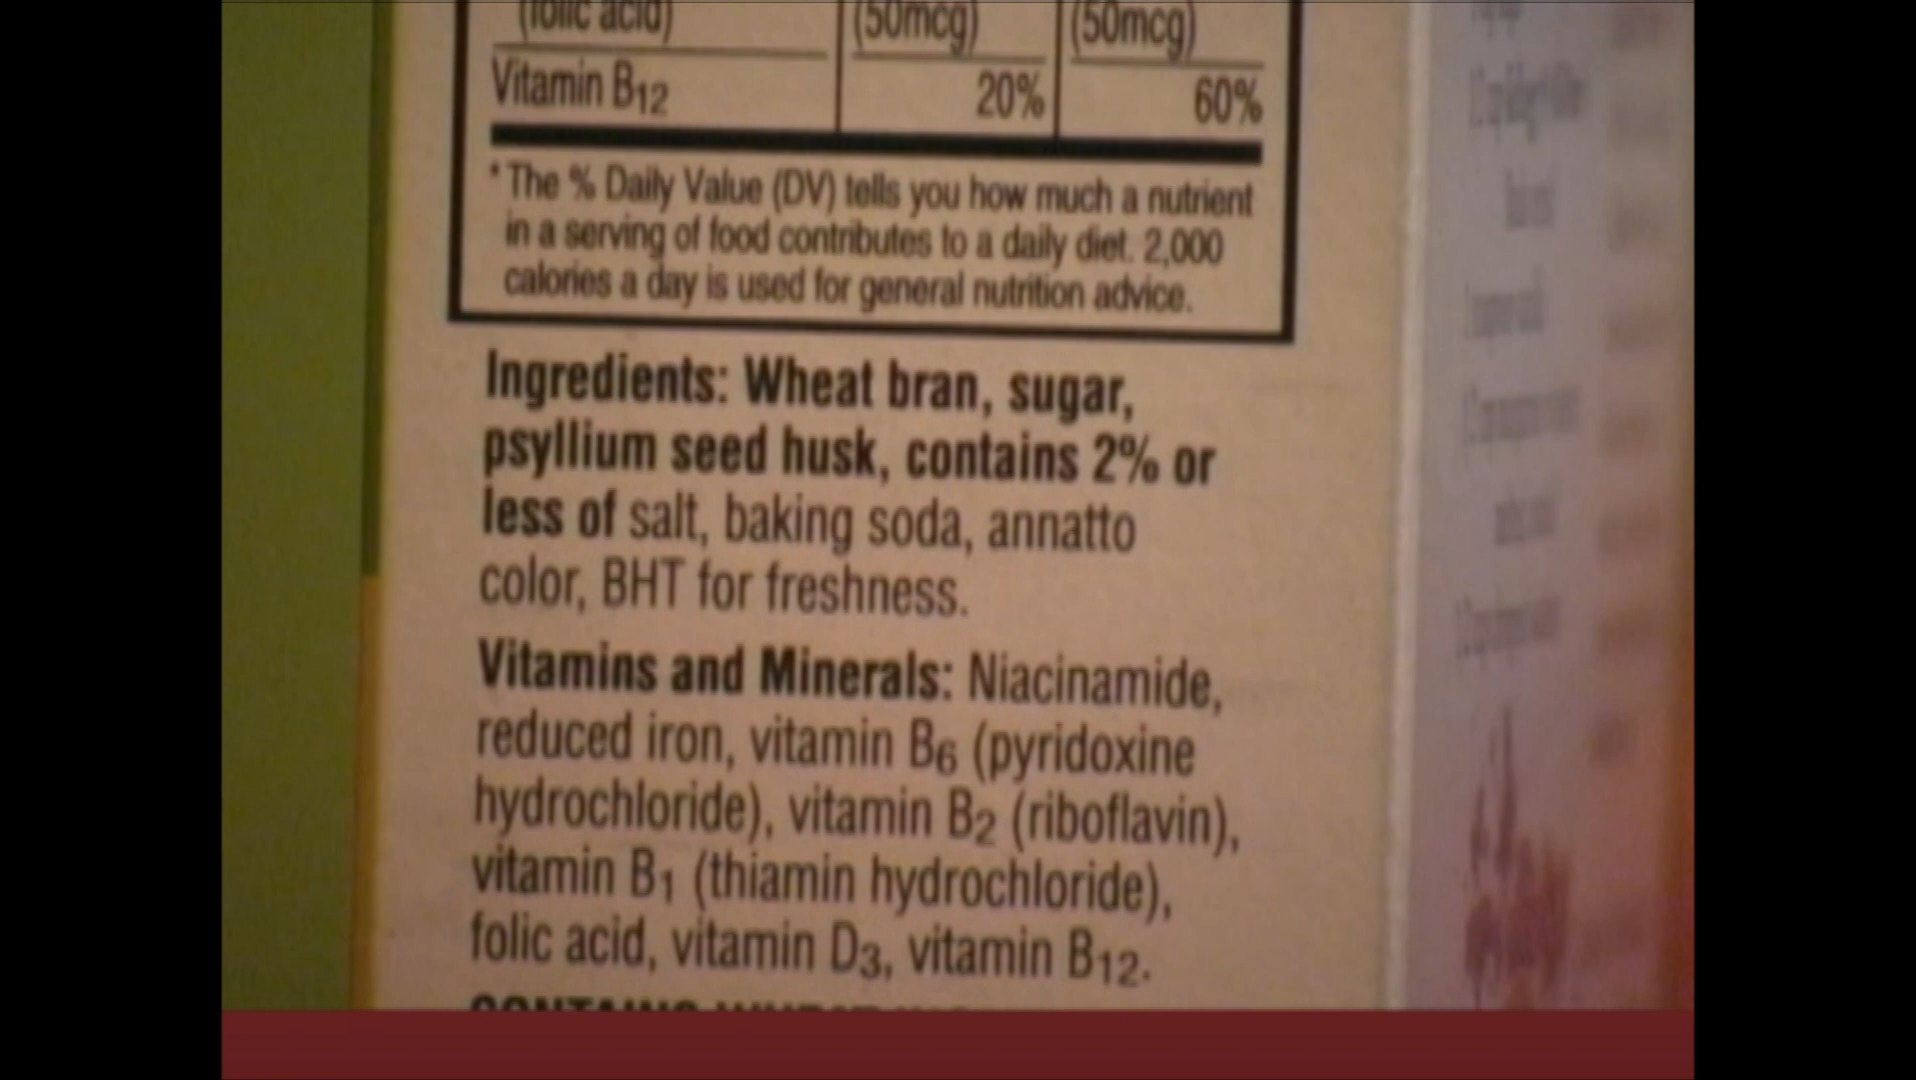 (folic acid) (50mcg) (50mcg)
Vitamin B12 20% 60%
*The % Daily Value (DV) tells you how much a nutrient
in a serving of food contributes to a daily diet. 2,000
calories a day is used for general nutrition advice.
Ingredients: Wheat bran, sugar,
psyllium seed husk, contains 2% or
less of salt, baking soda, annatto
color, BHT for freshness.
Vitamins and Minerals: Niacinamide,
reduced iron, vitamin B6 (pyridoxine
hydrochloride), vitamin B2 (riboflavin),
vitamin B1 (thiamin hydrochloride),
folic acid, vitamin D3, vitamin B12.
CONTAINS WHEAT